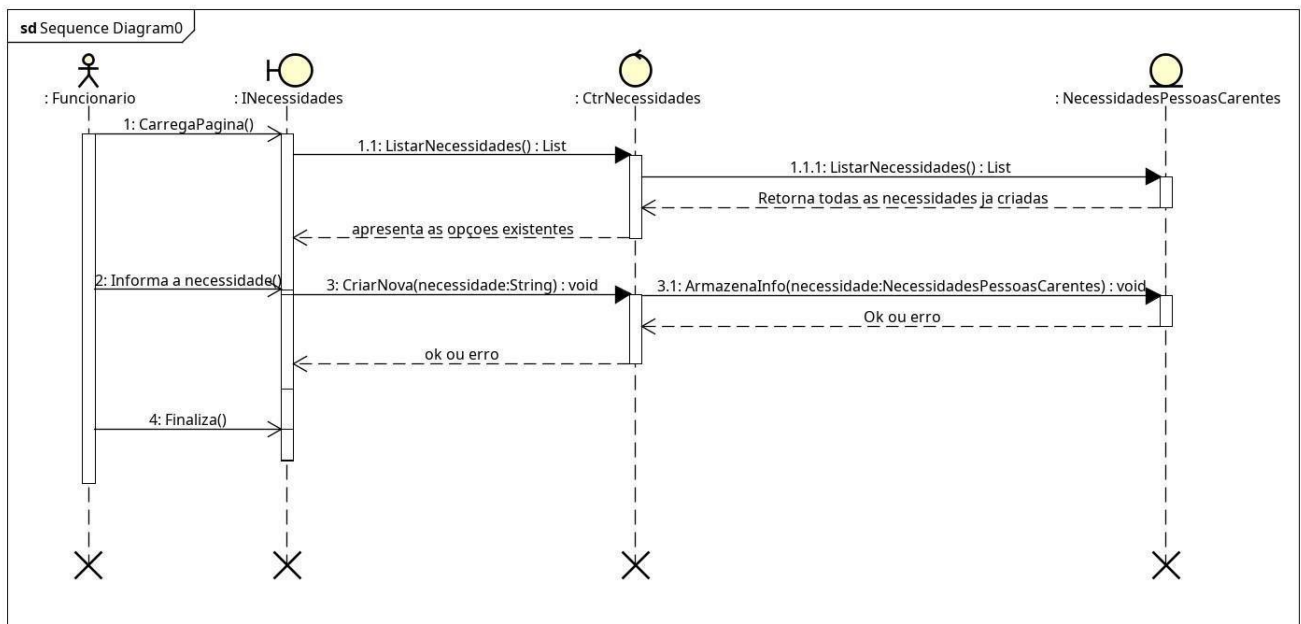 sd Sequence Diagram0
: Funcionario
: INecessidades
: CtrNecessidades
: NecessidadesPessoasCarentes
1: CarregaPagina()
1.1: ListarNecessidades() : List
1.1.1: ListarNecessidades() : List
Retorna todas as necessidades ja criadas
apresenta as opçoes existentes
2: Informa a necessidade()
3: CriarNova(necessidade:String) : void
3.1: ArmazenaInfo(necessidade:NecessidadesPessoasCarentes) : void
Ok ou erro
ok ou erro
4: Finaliza()